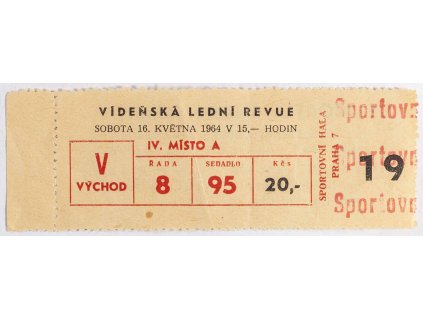 VÍDEŇSKÁ LEDNÍ REVUE
SOBOTA 16. KVĚTNA 1964 V 15,— HODIN
IV. MÍSTO A
V
VÝCHOD
ŘADA
8
SEDADLO
95
Kčs
20,-
SPORTOVNÍ HALA
PRAHA 7
Sportovn
Sportovn
Sportovn
19